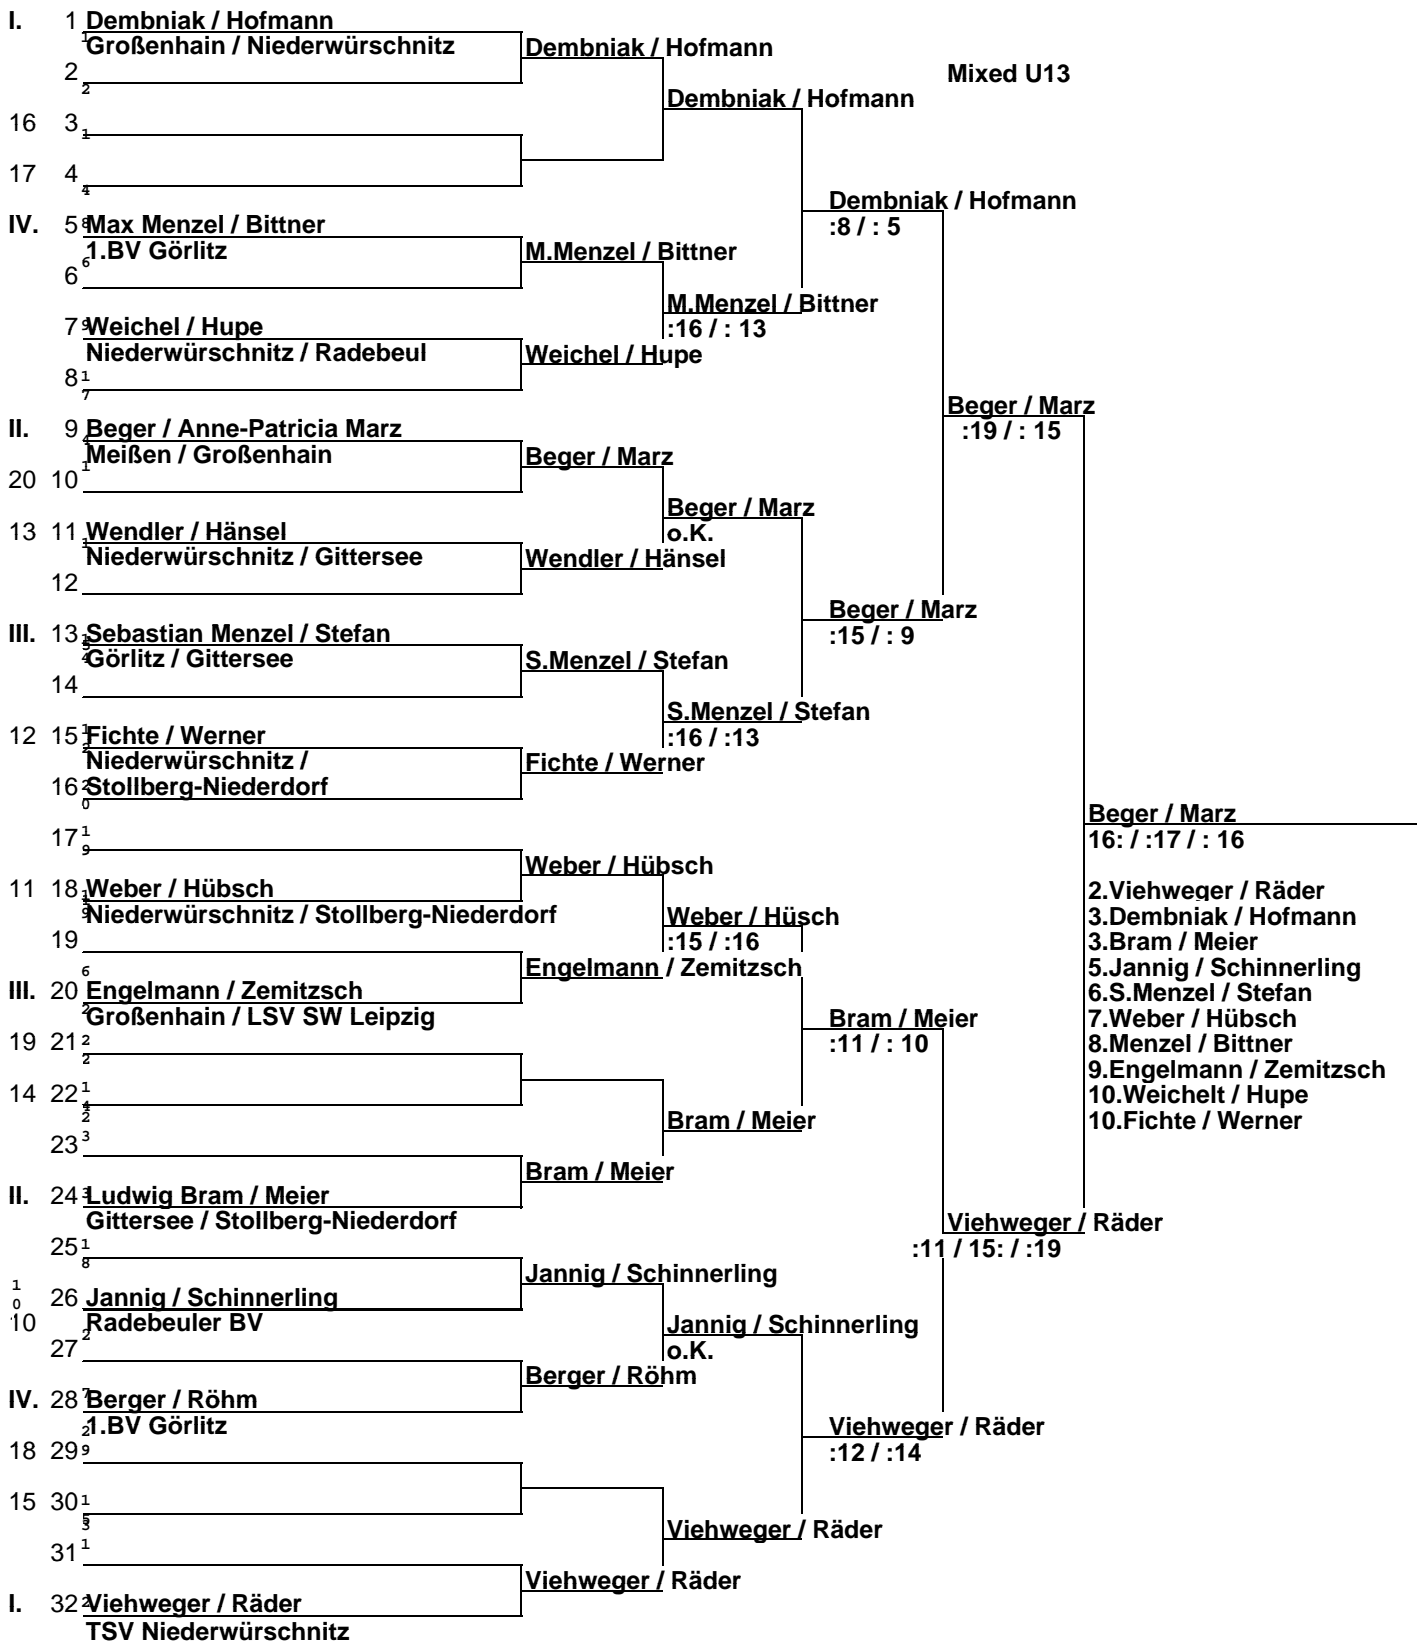 I. 1 Dembniak / Hofmann
Großenhain / Niederwürschnitz
Dembniak / Hofmann
2
Mixed U13
Dembniak / Hofmann
16 3
17 4
Dembniak / Hofmann
:8 / : 5
IV. 5 Max Menzel / Bittner
1.BV Görlitz
M.Menzel / Bittner
6
M.Menzel / Bittner
:16 / : 13
7 Weichel / Hupe
Niederwürschnitz / Radebeul
Weichel / Hupe
8
Beger / Marz
:19 / : 15
II. 9 Beger / Anne-Patricia Marz
Meißen / Großenhain
Beger / Marz
20 10
Beger / Marz
o.K.
13 11 Wendler / Hänsel
Niederwürschnitz / Gittersee
Wendler / Hänsel
12
Beger / Marz
:15 / : 9
III. 13 Sebastian Menzel / Stefan
Görlitz / Gittersee
S.Menzel / Stefan
14
S.Menzel / Stefan
:16 / :13
12 15 Fichte / Werner
Niederwürschnitz /
Fichte / Werner
16 Stollberg-Niederdorf
Beger / Marz
16: / :17 / : 16
17
Weber / Hübsch
11 18 Weber / Hübsch
Niederwürschnitz / Stollberg-Niederdorf
Weber / Hüsch
:15 / :16
19
Engelmann / Zemitzsch
III. 20 Engelmann / Zemitzsch
Großenhain / LSV SW Leipzig
Bram / Meier
:11 / : 10
19 21
14 22
Bram / Meier
23
Bram / Meier
II. 24 Ludwig Bram / Meier
Gittersee / Stollberg-Niederdorf
Viehweger / Räder
:11 / 15: / :19
25
Jannig / Schinnerling
26 Jannig / Schinnerling
10 Radebeuler BV
Jannig / Schinnerling
o.K.
27
Berger / Röhm
IV. 28 Berger / Röhm
1.BV Görlitz
Viehweger / Räder
:12 / :14
18 29
15 30
Viehweger / Räder
31
Viehweger / Räder
I. 32 Viehweger / Räder
TSV Niederwürschnitz
2.Viehweger / Räder
3.Dembniak / Hofmann
3.Bram / Meier
5.Jannig / Schinnerling
6.S.Menzel / Stefan
7.Weber / Hübsch
8.Menzel / Bittner
9.Engelmann / Zemitzsch
10.Weichelt / Hupe
10.Fichte / Werner